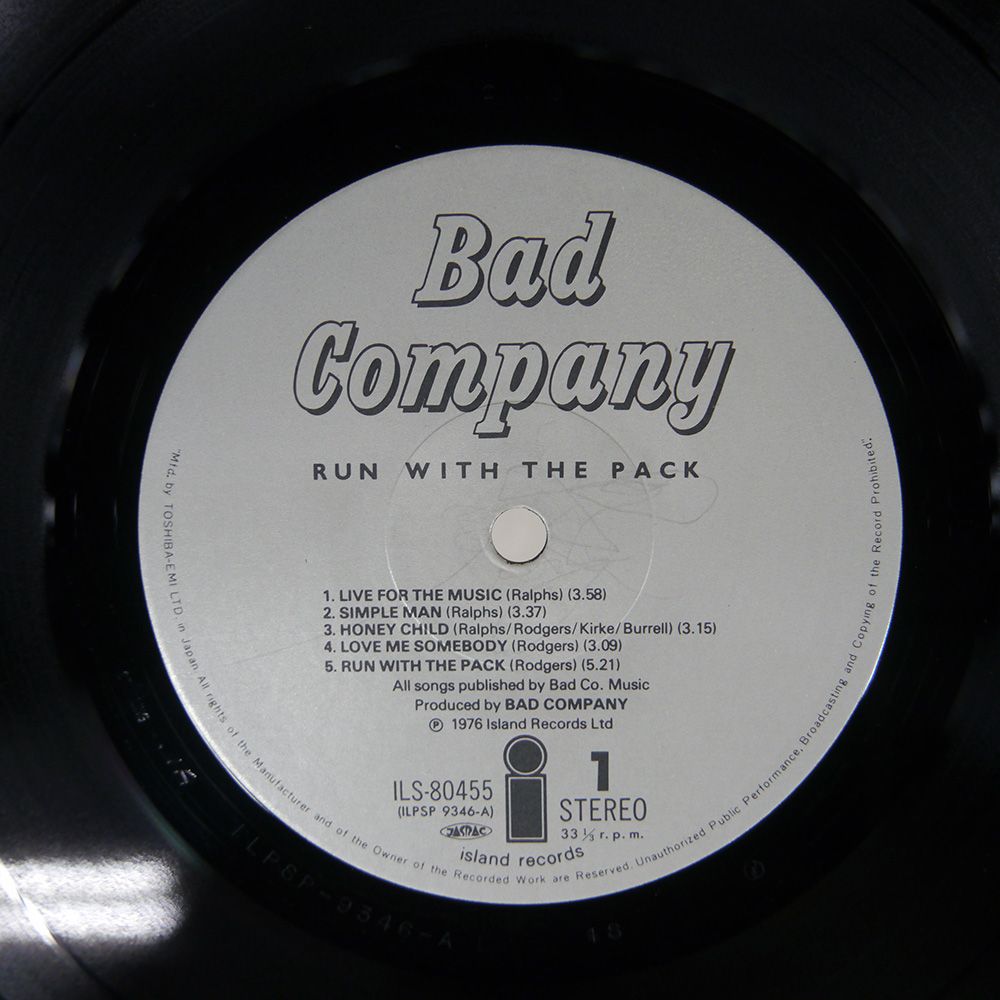 Bad
Company
RUN WITH THE PACK
1. LIVE FOR THE MUSIC (Ralphs) (3.58)
2. SIMPLE MAN (Ralphs) (3.37)
3. HONEY CHILD (Ralphs/Rodgers/Kirke/Burrell) (3.15)
4. LOVE ME SOMEBODY (Rodgers) (3.09)
5. RUN WITH THE PACK (Rodgers) (5.21)
All songs published by Bad Co. Music
Produced by BAD COMPANY
℗ 1976 Island Records Ltd
ILS-80455
(ILPSP 9346-A)
JASRAC
i
1
STEREO
33 ⅓ r.p.m.
island records
"Mfd. by TOSHIBA-EMI LTD. in Japan. All rights of the Manufacturer and of the Owner of the Recorded Work are Reserved. Unauthorized Public Performance, Broadcasting and Copying of the Record Prohibited".
ILPSP-9346-A
18